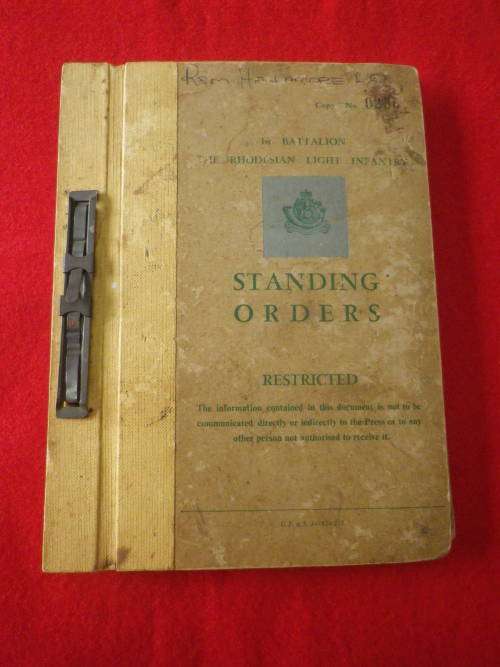 Copy No.
1st BATTALION
THE RHODESIAN LIGHT INFANTRY
STANDING
ORDERS
RESTRICTED
The information contained in this document is not to be
communicated directly or indirectly to the Press or to any
other person not authorised to receive it.